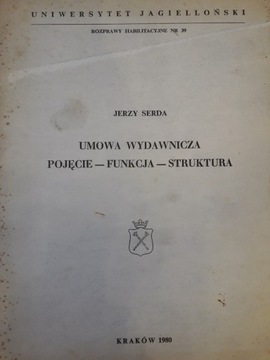 UNIWERSYTET JAGIELLOŃSKI
ROZPRAWY HABILITACYJNE NR 39
JERZY SERDA
UMOWA WYDAWNICZA
POJĘCIE — FUNKCJA — STRUKTURA
KRAKÓW 1980